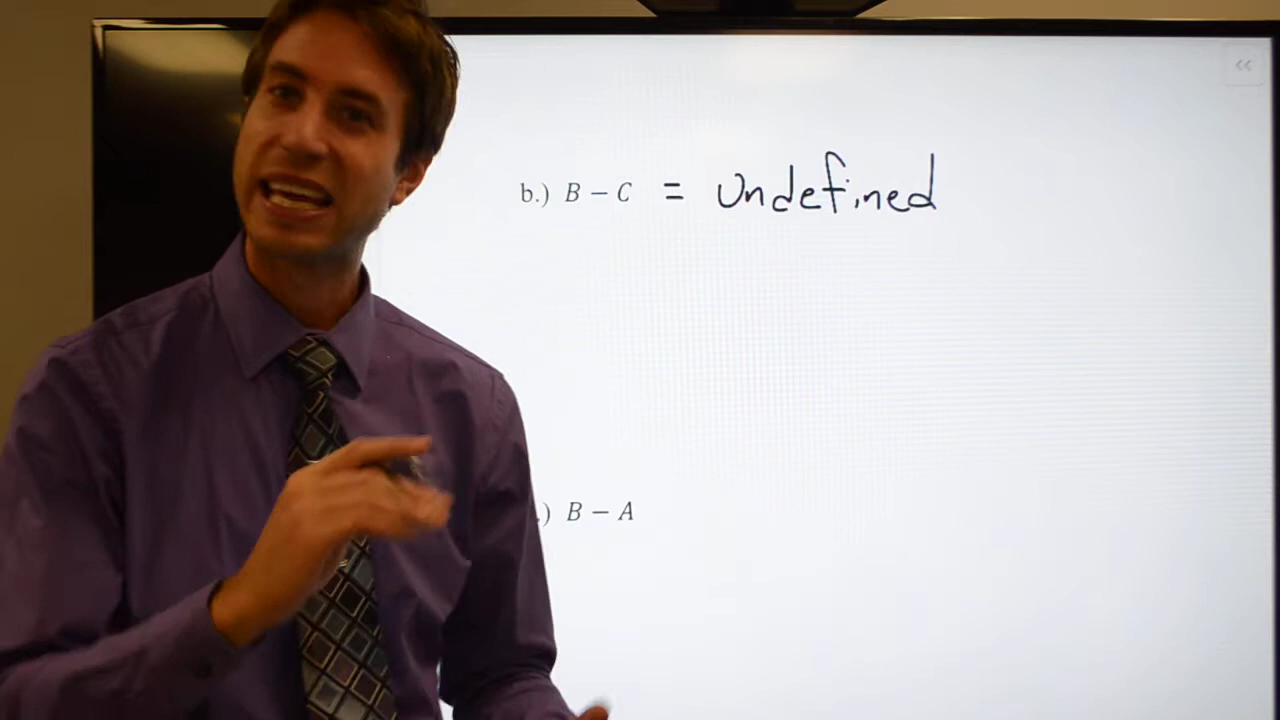 b.) B − C = Undefined
.) B − A